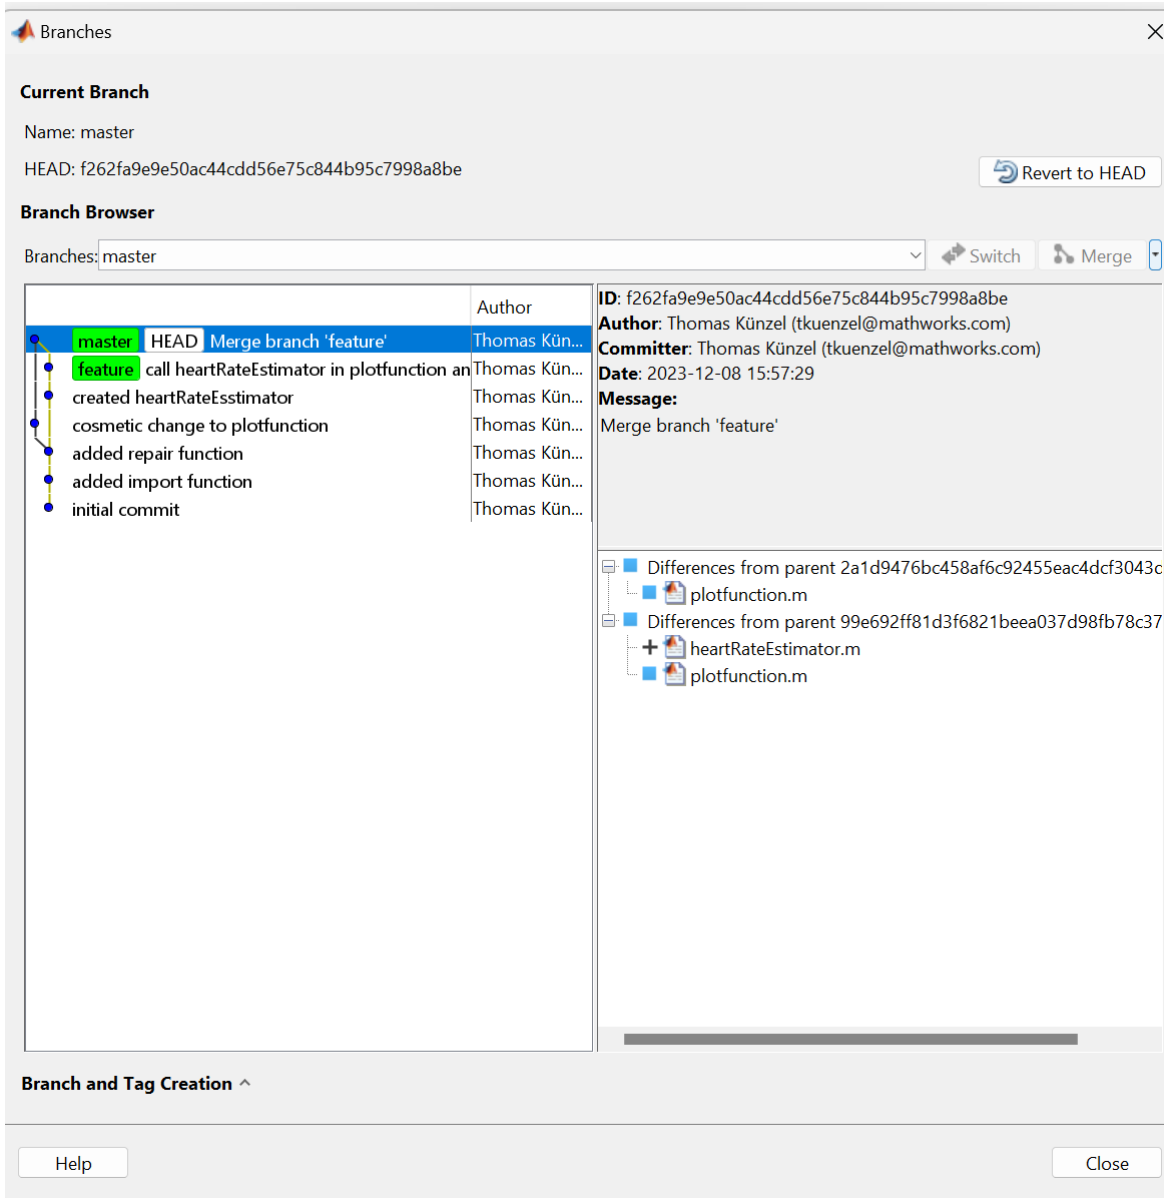 Branches
Current Branch
Name: master
HEAD: f262fa9e9e50ac44cdd56e75c844b95c7998a8be
Revert to HEAD
Branch Browser
Branches: master
Switch
Merge
Author
master HEAD Merge branch 'feature' Thomas Kün...
feature call heartRateEstimator in plotfunction an Thomas Kün...
created heartRateEsstimator Thomas Kün...
cosmetic change to plotfunction Thomas Kün...
added repair function Thomas Kün...
added import function Thomas Kün...
initial commit Thomas Kün...
ID: f262fa9e9e50ac44cdd56e75c844b95c7998a8be
Author: Thomas Künzel (tkuenzel@mathworks.com)
Committer: Thomas Künzel (tkuenzel@mathworks.com)
Date: 2023-12-08 15:57:29
Message:
Merge branch 'feature'
Differences from parent 2a1d9476bc458af6c92455eac4dcf3043c
plotfunction.m
Differences from parent 99e692ff81d3f6821beea037d98fb78c37
heartRateEstimator.m
plotfunction.m
Branch and Tag Creation
Help
Close